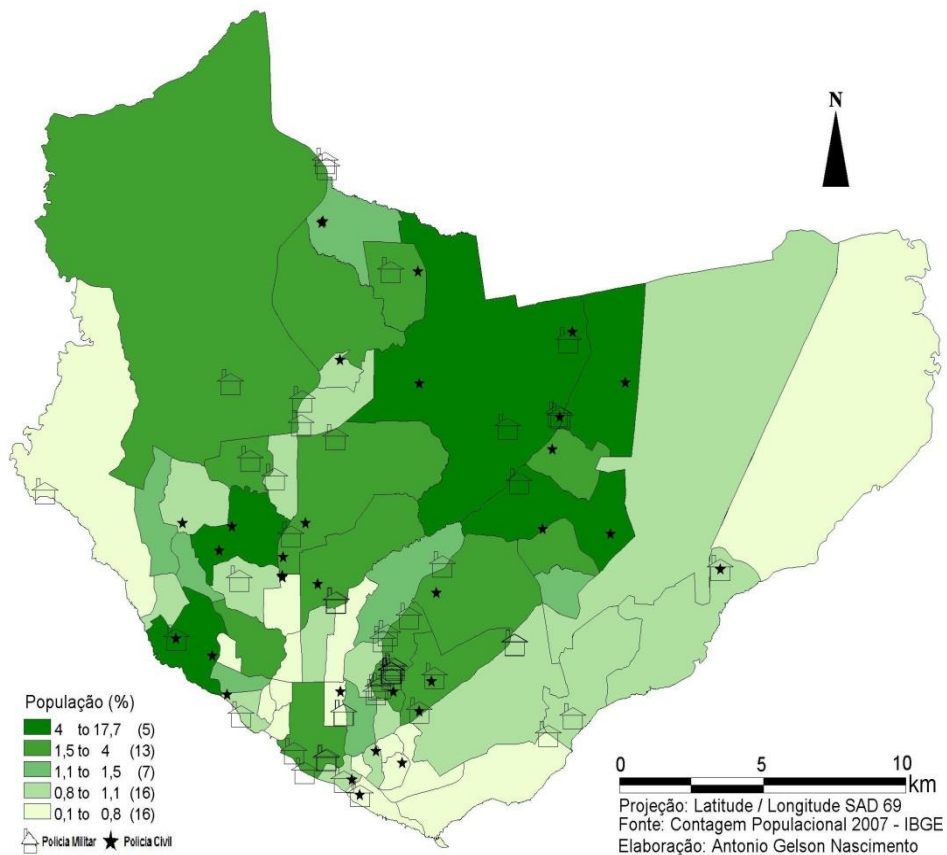 N
População (%)
4 to 17,7 (5)
1,5 to 4 (13)
1,1 to 1,5 (7)
0,8 to 1,1 (16)
0,1 to 0,8 (16)
Policia Militar Policia Civil
0 5 10
km
Projeção: Latitude / Longitude SAD 69
Fonte: Contagem Populacional 2007 - IBGE
Elaboração: Antonio Gelson Nascimento